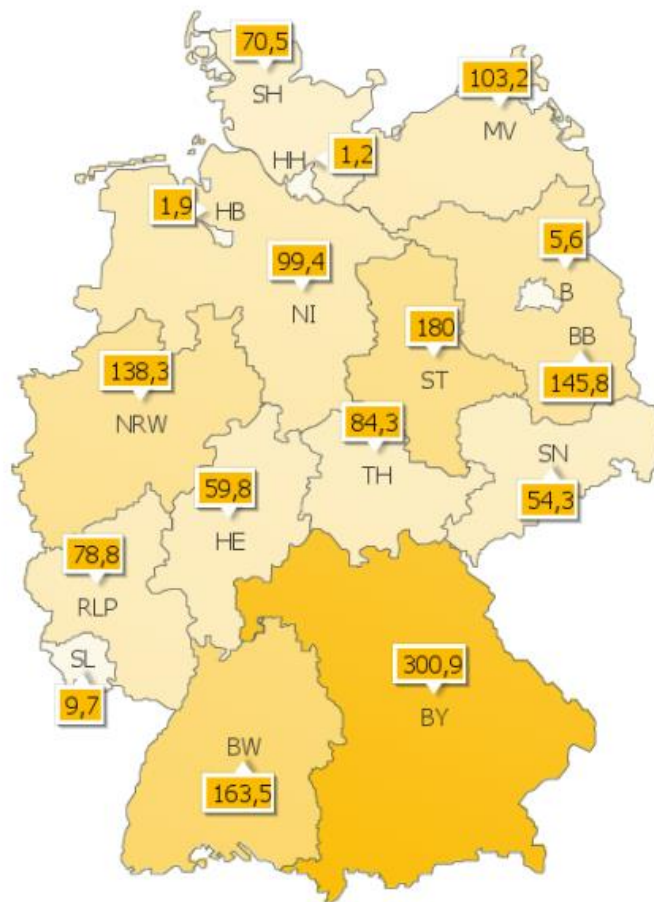 70,5
SH
103,2
MV
HH
1,2
1,9
HB
5,6
B
99,4
NI
180
ST
BB
145,8
138,3
NRW
84,3
TH
SN
54,3
59,8
HE
78,8
RLP
SL
9,7
300,9
BY
BW
163,5